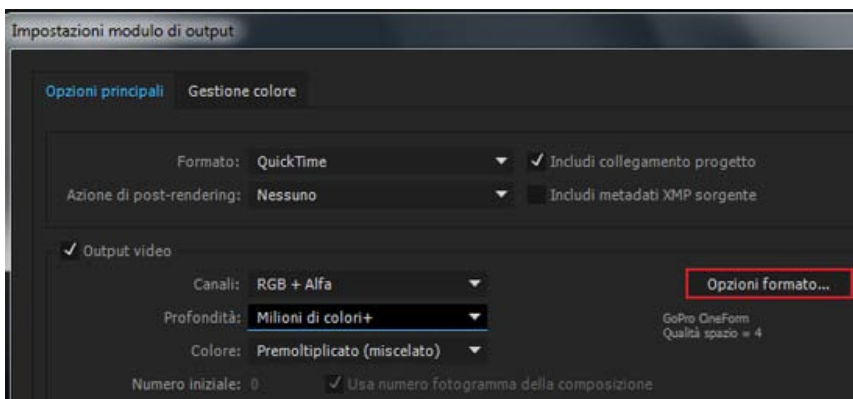 Impostazioni modulo di output
Opzioni principali Gestione colore
Formato: QuickTime Includi collegamento progetto
Azione di post-rendering: Nessuno Includi metadati XMP sorgente
Output video
Canali: RGB + Alfa Opzioni formato...
Profondità: Milioni di colori+ GoPro CineForm
Qualità spazio = 4
Colore: Premoltiplicato (miscelato)
Numero iniziale: 0 Usa numero fotogramma della composizione